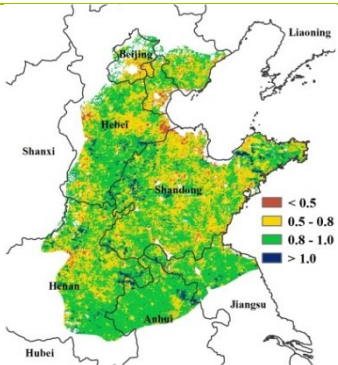 Liaoning
Beijing
Hebei
Shanxi
Shandong
< 0.5
0.5 - 0.8
0.8 - 1.0
> 1.0
Henan
Jiangsu
Anhui
Hubei